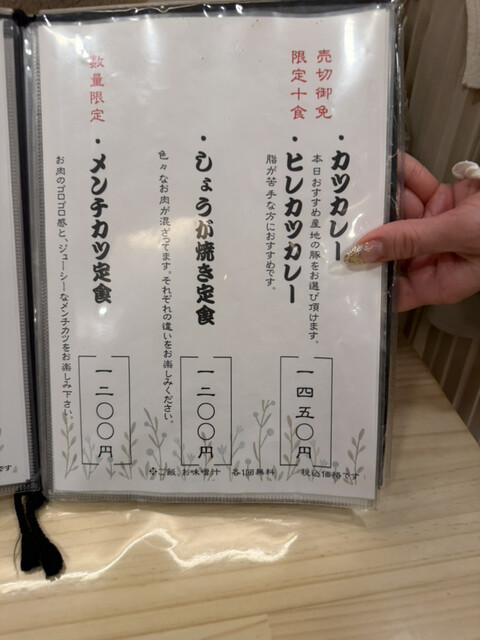 売切御免
限定十食
・カツカレー
本日おすすめ産地の豚をお選び頂けます。
・ヒレカツカレー
脂が苦手な方におすすめです。
一四五〇円
・しょうが焼き定食
色々なお肉が混ざってます。それぞれの違いをお楽しみください。
一二〇〇円
数量限定
・メンチカツ定食
お肉のゴロゴロ感と、ジューシーなメンチカツをお楽しみ下さい。
一二〇〇円
※ご飯、お味噌汁 各1回無料 税込価格です
です